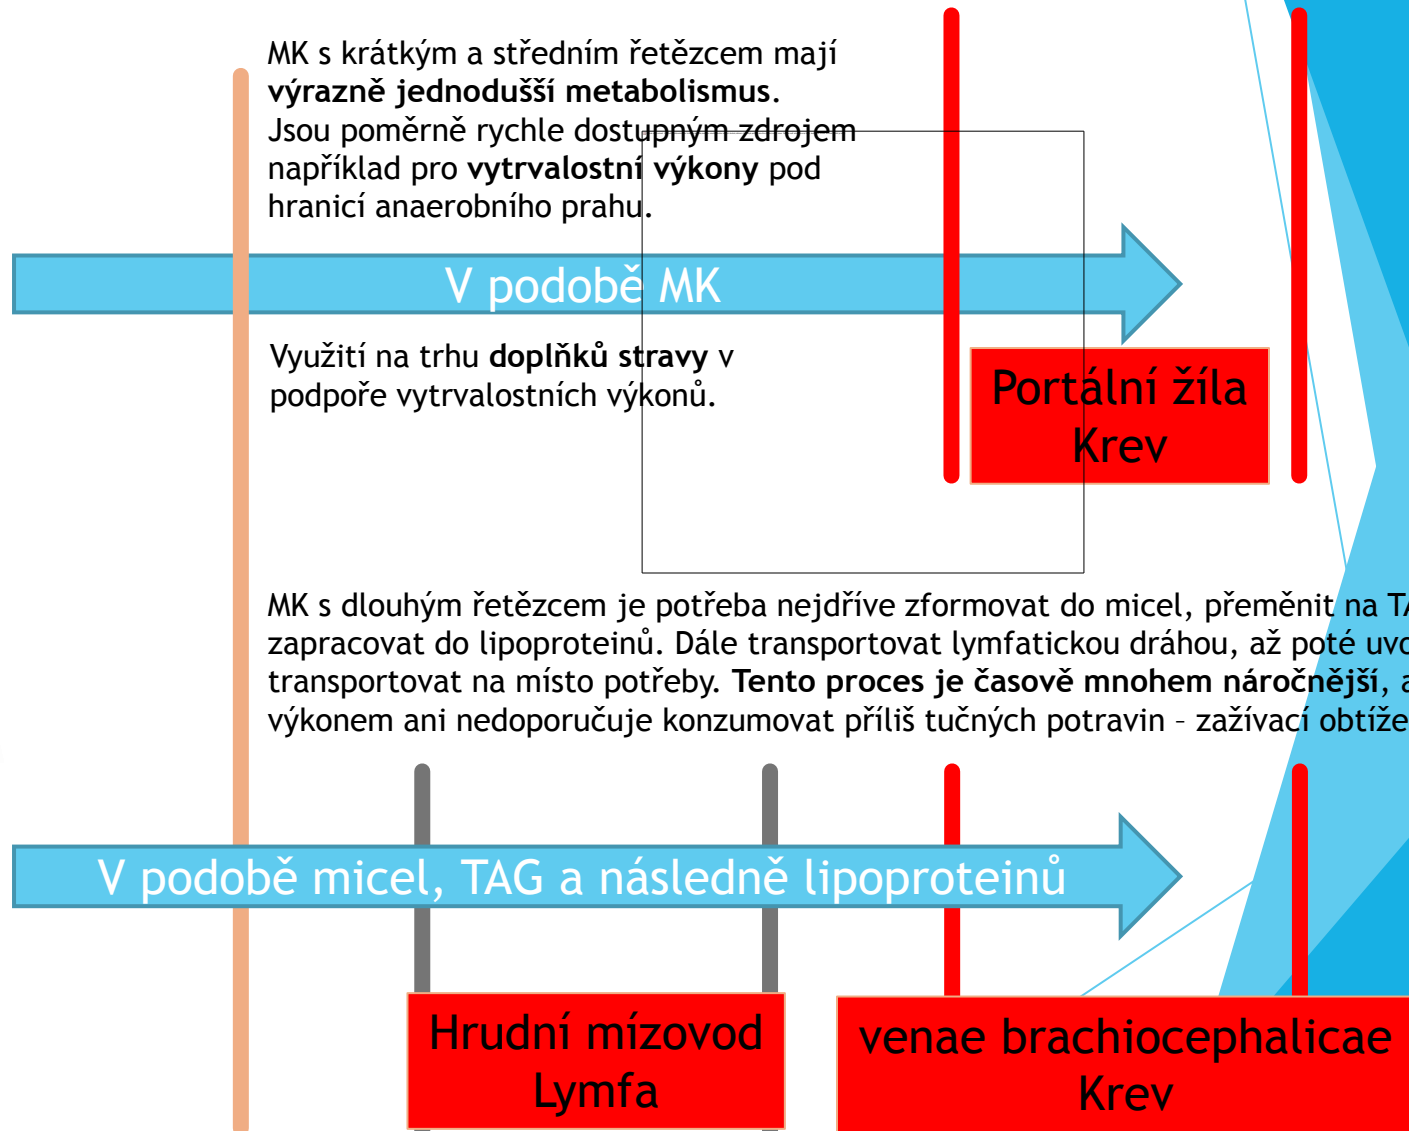 MK s krátkým a středním řetězcem mají
výrazně jednodušší metabolismus.
Jsou poměrně rychle dostupným zdrojem
například pro vytrvalostní výkony pod
hranicí anaerobního prahu.
V podobě MK
Využití na trhu doplňků stravy v
podpoře vytrvalostních výkonů.
Portální žíla
Krev
MK s dlouhým řetězcem je potřeba nejdříve zformovat do micel, přeměnit na
zapracovat do lipoproteinů. Dále transportovat lymfatickou dráhou, až poté
transportovat na místo potřeby. Tento proces je časově mnohem náročnější,
výkonem ani nedoporučuje konzumovat příliš tučných potravin – zažívací obtíže
V podobě micel, TAG a následně lipoproteinů
Hrudní mízovod
Lymfa
venae brachiocephalicae
Krev